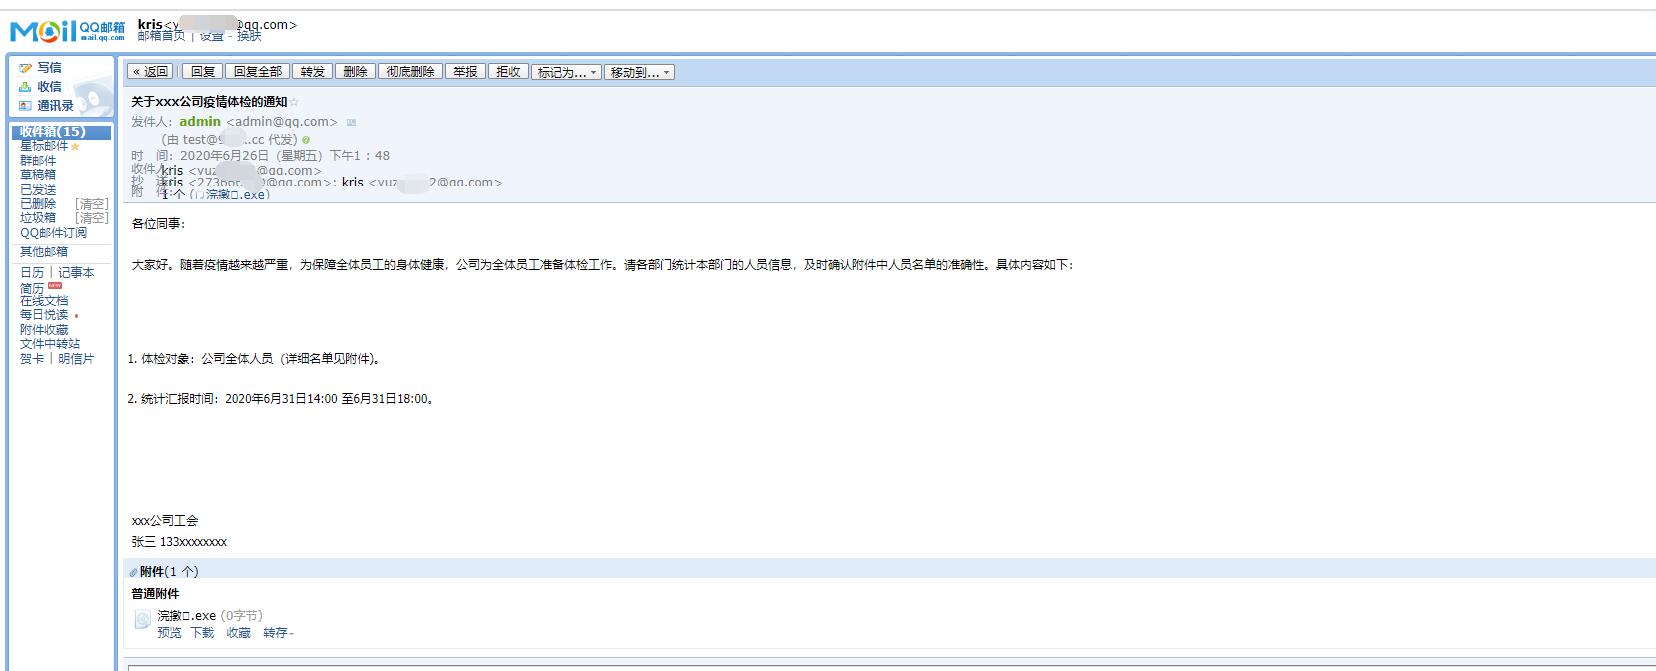 MAIL QQ邮箱
mail.qq.com
kris<y @qq.com>
邮箱首页 | 设置 - 换肤
写信
收信
通讯录
收件箱(15)
星标邮件
群邮件
草稿箱
已发送
已删除 [清空]
垃圾箱 [清空]
QQ邮件订阅
其他邮箱
日历 | 记事本
简历 NEW
在线文档
每日悦读
附件收藏
文件中转站
贺卡 | 明信片
« 返回 回复 回复全部 转发 删除 彻底删除 举报 拒收 标记为... 移动到...
关于xxx公司疫情体检的通知☆
发件人：admin <admin@qq.com>
(由 test@9 .cc 代发)
时 间：2020年6月26日（星期五）下午1：48
收件人 kris <yuz @qq.com>
抄 送 kris <27366 @qq.com>; kris <yuz 2@qq.com>
附 件: 1 个 (浣撳.exe)
各位同事：
大家好。随着疫情越来越严重，为保障全体员工的身体健康，公司为全体员工准备体检工作。请各部门统计本部门的人员信息，及时确认附件中人员名单的准确性。具体内容如下：
1. 体检对象：公司全体人员（详细名单见附件)。
2. 统计汇报时间：2020年6月31日14:00 至6月31日18:00。
xxx公司工会
张三 133xxxxxxxx
附件(1 个)
普通附件
浣撳□.exe (0字节)
预览 下载 收藏 转存